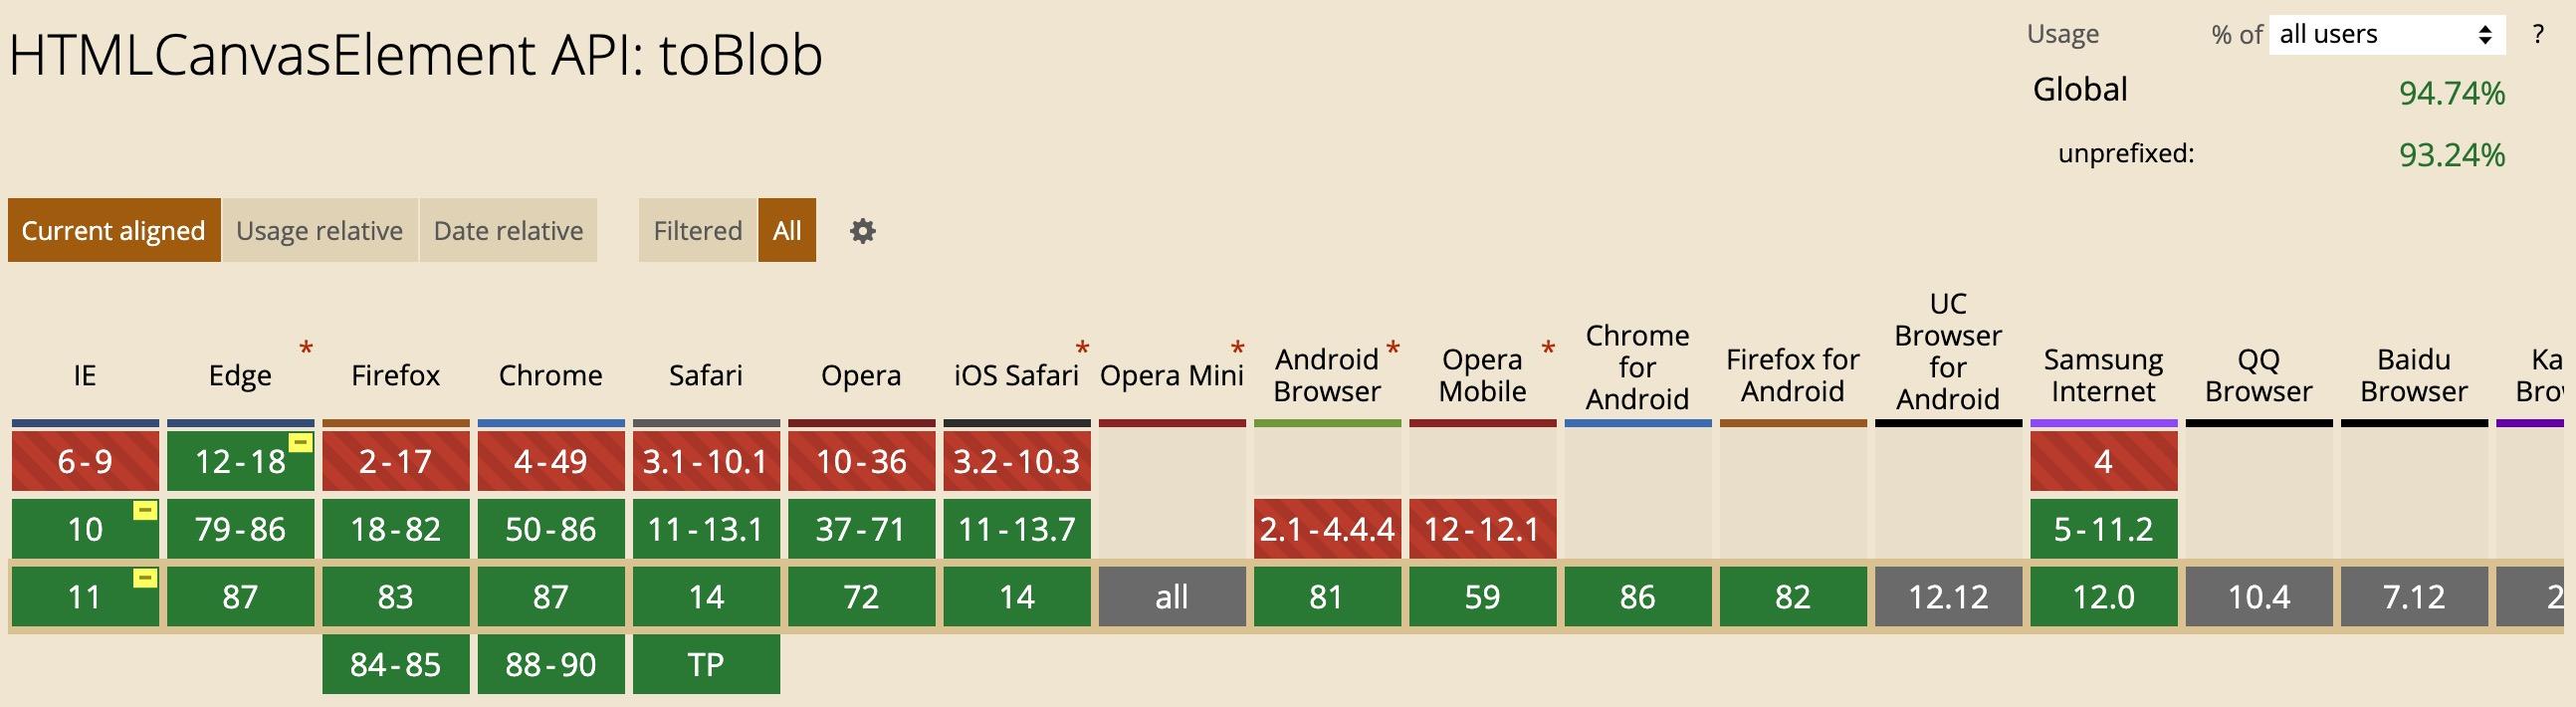 HTMLCanvasElement API: toBlob
Usage % of all users ?
Global 94.74%
unprefixed: 93.24%
Current aligned Usage relative Date relative Filtered All
IE Edge * Firefox Chrome Safari Opera iOS Safari * Opera Mini * Android Browser * Opera Mobile * Chrome for Android Firefox for Android UC Browser for Android Samsung Internet QQ Browser Baidu Browser
6-9 12-18 2-17 4-49 3.1-10.1 10-36 3.2-10.3 4
10 79-86 18-82 50-86 11-13.1 37-71 11-13.7 2.1-4.4.4 12-12.1 5-11.2
11 87 83 87 14 72 14 all 81 59 86 82 12.12 12.0 10.4 7.12
84-85 88-90 TP